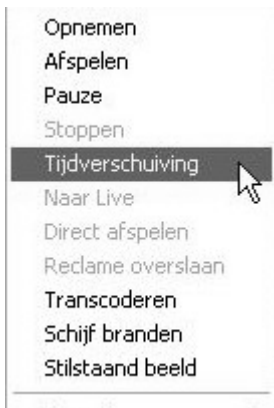 Opnemen
Afspelen
Pauze
Stoppen
Tijdverschuiving
Naar Live
Direct afspelen
Reclame overslaan
Transcoderen
Schijf branden
Stilstaand beeld